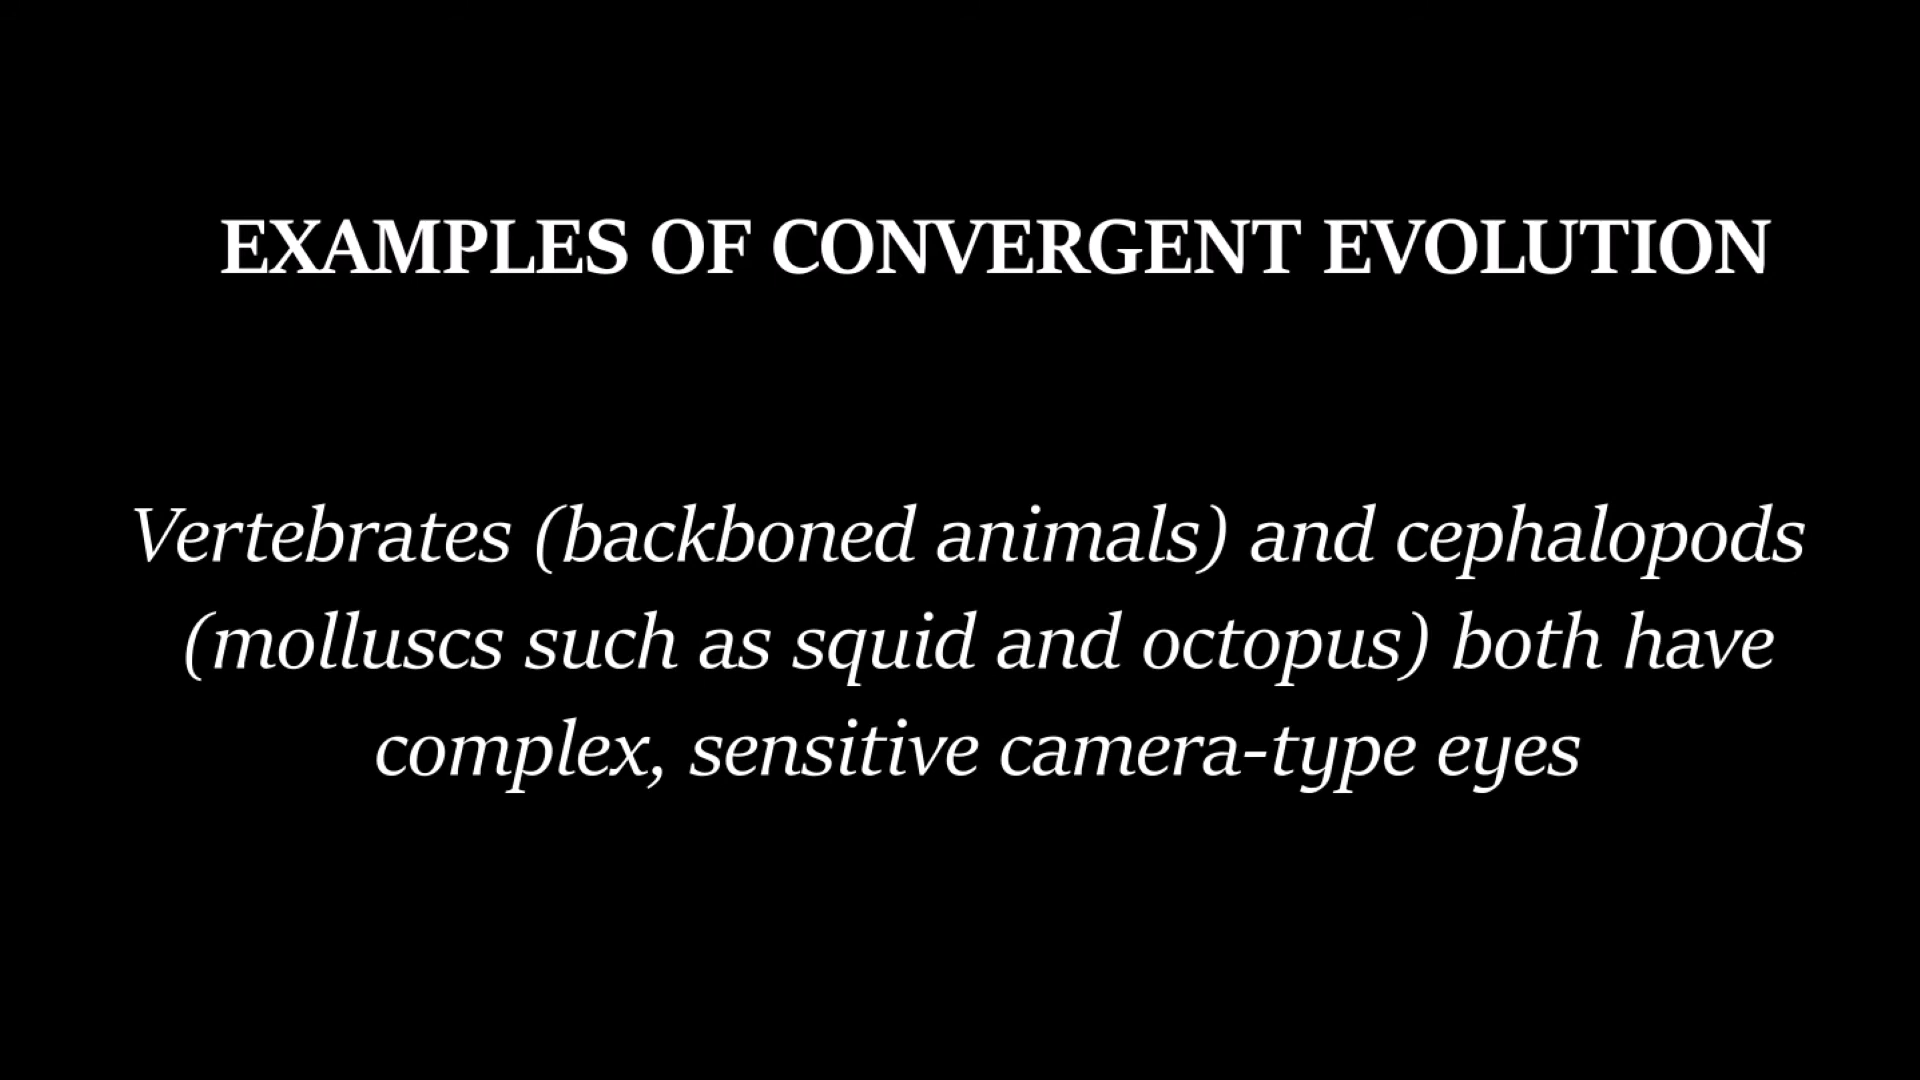 EXAMPLES OF CONVERGENT EVOLUTION
Vertebrates (backboned animals) and cephalopods
(molluscs such as squid and octopus) both have
complex, sensitive camera-type eyes